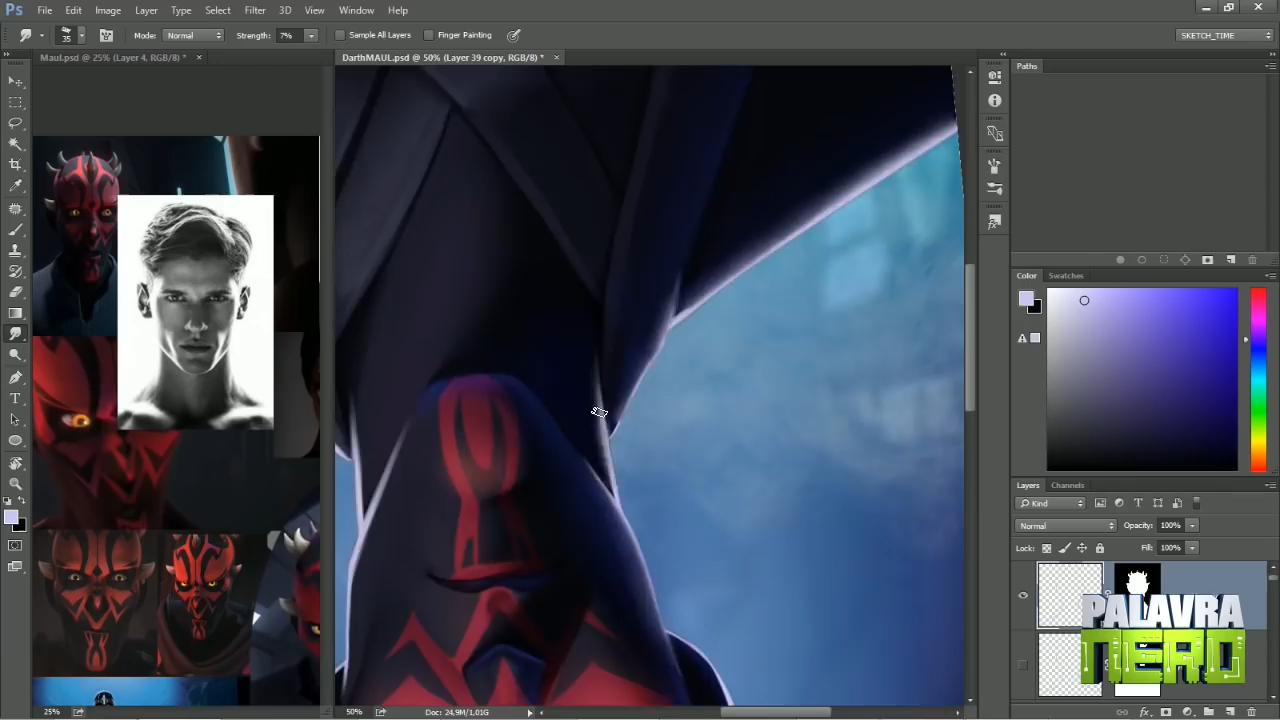 Ps File Edit Image Layer Type Select Filter 3D View Window Help
35 Mode: Normal Strength: 7% Sample All Layers Finger Painting SKETCH_TIME
Maul.psd @ 25% (Layer 4, RGB/8) * × DarthMAUL.psd @ 50% (Layer 39 copy, RGB/8) * × Paths
Color Swatches
Layers Channels
Kind
Normal Opacity: 100%
Lock: Fill: 100%
PALAVRA
NERD
25% 50% Doc: 24,9M/1,01G